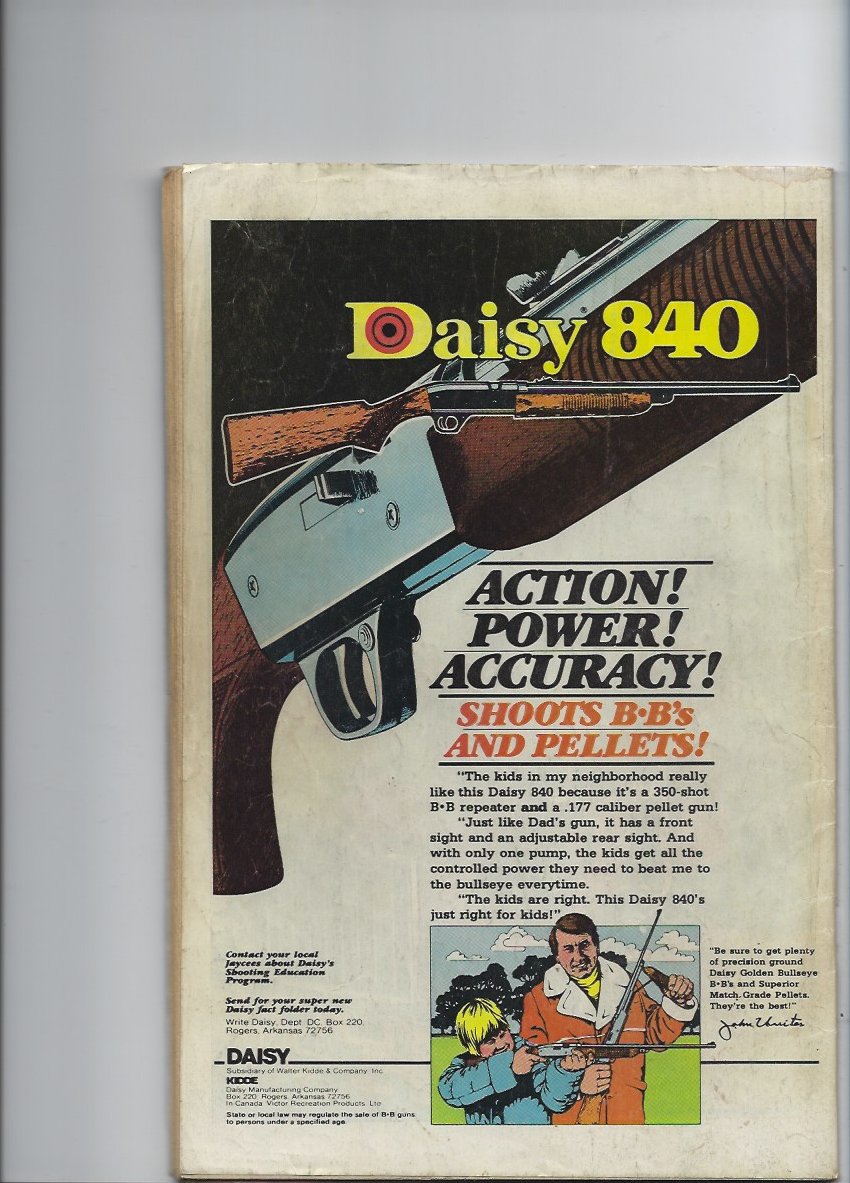 Daisy® 840
ACTION!
POWER!
ACCURACY!
SHOOTS B•B's
AND PELLETS!
"The kids in my neighborhood really
like this Daisy 840 because it's a 350-shot
B•B repeater and a .177 caliber pellet gun!
"Just like Dad's gun, it has a front
sight and an adjustable rear sight. And
with only one pump, the kids get all the
controlled power they need to beat me to
the bullseye everytime.
"The kids are right. This Daisy 840's
just right for kids!"
"Be sure to get plenty
of precision ground
Daisy Golden Bullseye
B•B's and Superior
Match Grade Pellets.
They're the best!"
John Unitas
Contact your local
Jaycees about Daisy's
Shooting Education
Program.
Send for your super new
Daisy fact folder today.
Write Daisy, Dept. DC, Box 220,
Rogers, Arkansas 72756
DAISY
Subsidiary of Walter Kidde & Company, Inc.
KIDDE
Daisy Manufacturing Company
Box 220, Rogers, Arkansas 72756
In Canada: Victor Recreation Products, Ltd.
State or local law may regulate the sale of B•B guns
to persons under a specified age.